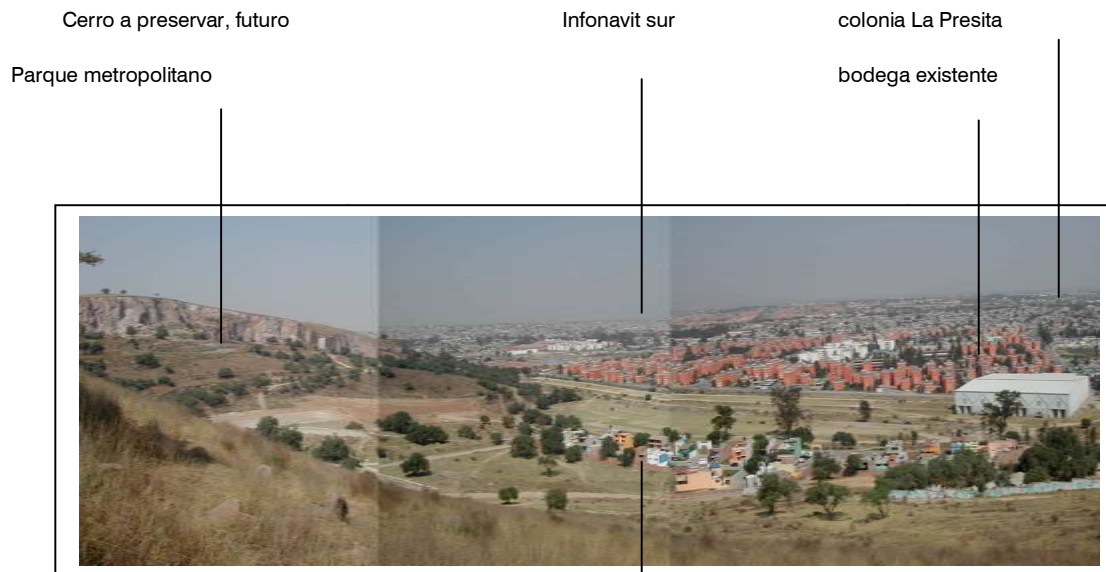 Cerro a preservar, futuro
Parque metropolitano
Infonavit sur
colonia La Presita
bodega existente